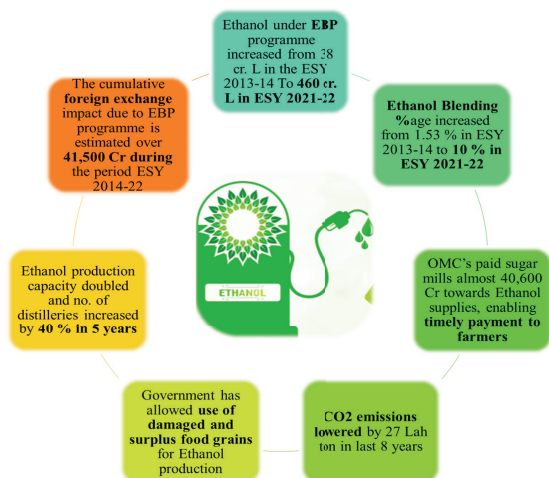 Ethanol under EBP
programme
increased from 38
cr. L in the ESY
2013-14 To 460 cr.
L in ESY 2021-22
Ethanol Blending
%age increased
from 1.53 % in ESY
2013-14 to 10 % in
ESY 2021-22
OMC's paid sugar
mills almost 40,600
Cr towards Ethanol
supplies, enabling
timely payment to
farmers
CO2 emissions
lowered by 27 Lah
ton in last 8 years
Government has
allowed use of
damaged and
surplus food grains
for Ethanol
production
Ethanol production
capacity doubled
and no. of
distilleries increased
by 40 % in 5 years
The cumulative
foreign exchange
impact due to EBP
programme is
estimated over
41,500 Cr during
the period ESY
2014-22
ETHANOL